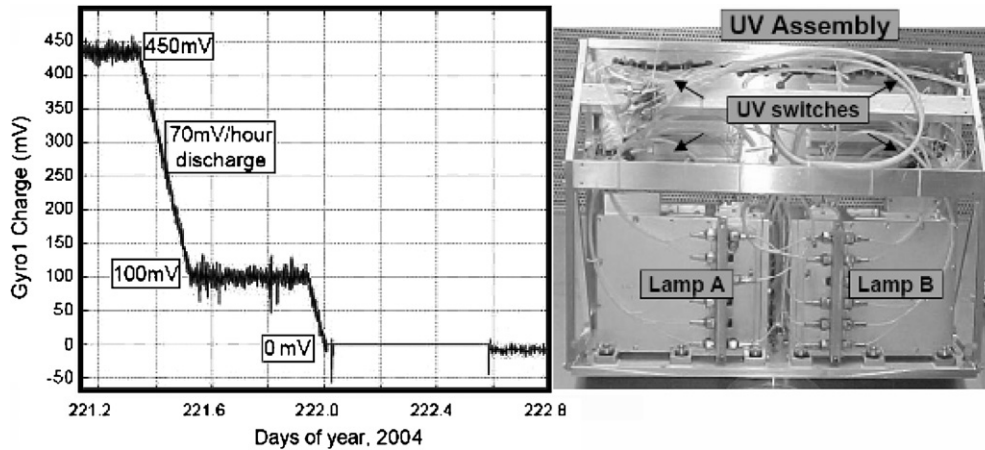 Gyro1 Charge (mV)
450
400
350
300
250
200
150
100
50
0
-50
450mV
70mV/hour
discharge
100mV
0 mV
221.2
221.6
222.0
222.4
222.8
Days of year, 2004
UV Assembly
UV switches
Lamp A
Lamp B